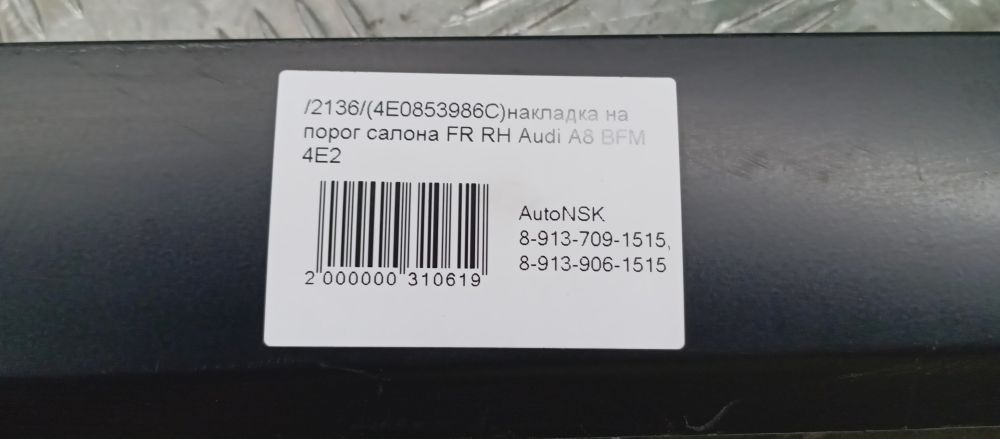 /2136/(4E0853986C)накладка на
порог салона FR RH Audi A8 BFM
4E2
AutoNSK
8-913-709-1515,
8-913-906-1515
2 000000 310619